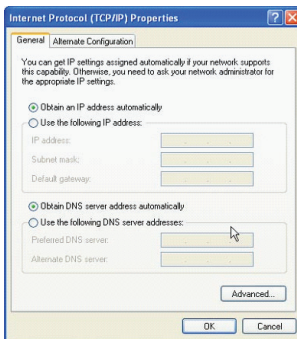 Internet Protocol (TCP/IP) Properties
General
Alternate Configuration
You can get IP settings assigned automatically if your network supports
this capability. Otherwise, you need to ask your network administrator for
the appropriate IP settings.
Obtain an IP address automatically
Use the following IP address:
IP address:
Subnet mask:
Default gateway:
Obtain DNS server address automatically
Use the following DNS server addresses:
Preferred DNS server:
Alternate DNS server:
Advanced...
OK
Cancel